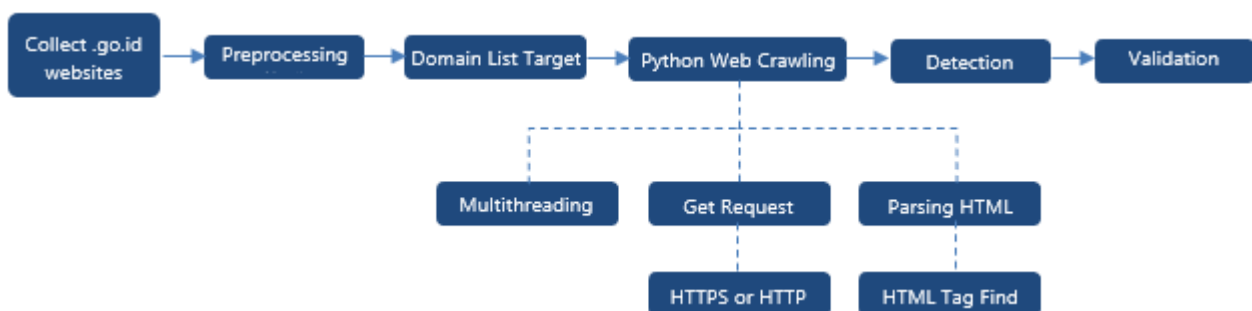 Collect .go.id
websites
Preprocessing
Domain List Target
Python Web Crawling
Detection
Validation
Multithreading
Get Request
Parsing HTML
HTTPS or HTTP
HTML Tag Find